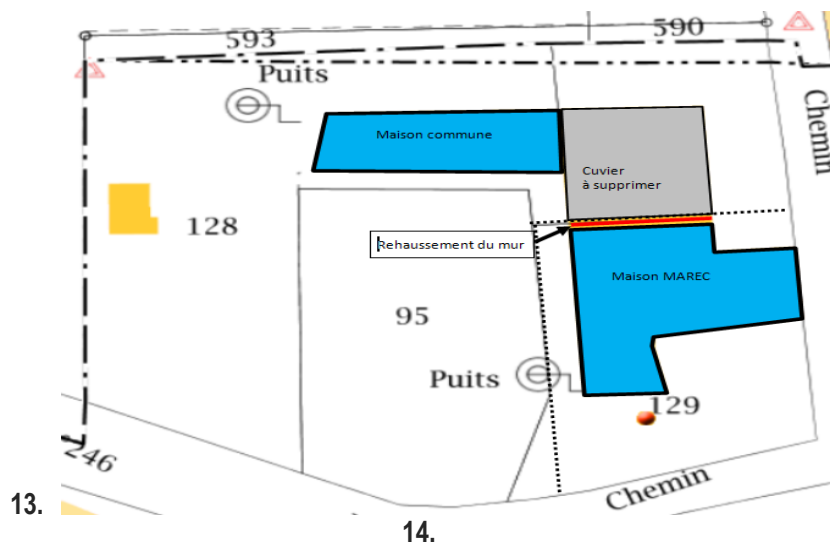 593
590
Puits
Chemin
Maison commune
Cuvier
à supprimer
128
Rehaussement du mur
Maison MAREC
95
Puits
129
246
Chemin
13.
14.